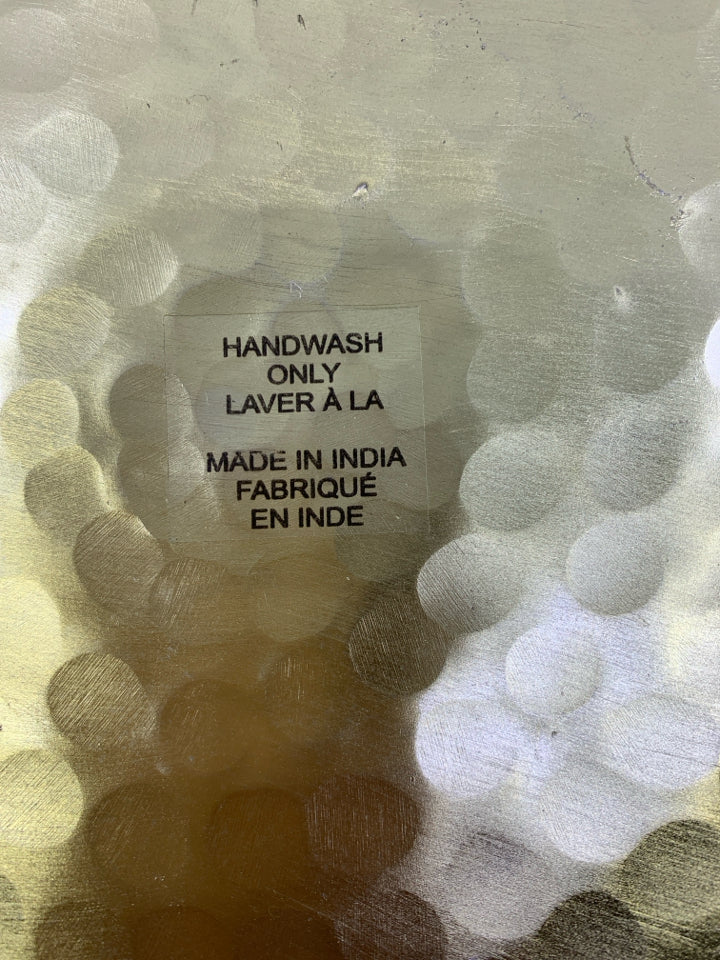 HANDWASH
ONLY
LAVER À LA
MADE IN INDIA
FABRIQUÉ
EN INDE